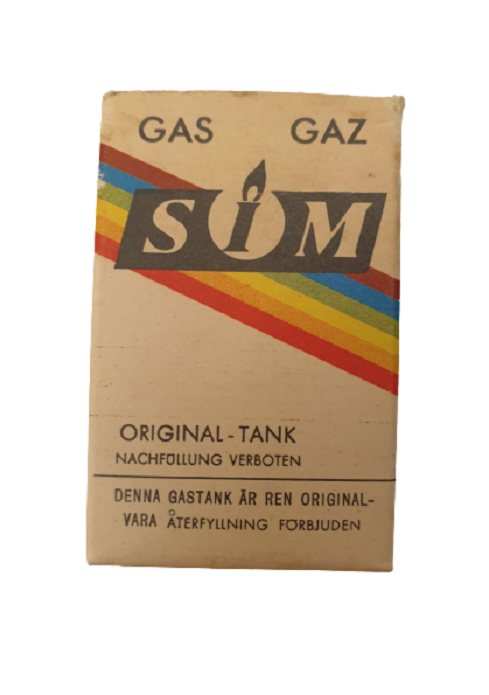 GAS GAZ
SiM
ORIGINAL-TANK
NACHFÜLLUNG VERBOTEN
DENNA GASTANK ÄR REN ORIGINAL-
VARA ÅTERFYLLNING FÖRBJUDEN